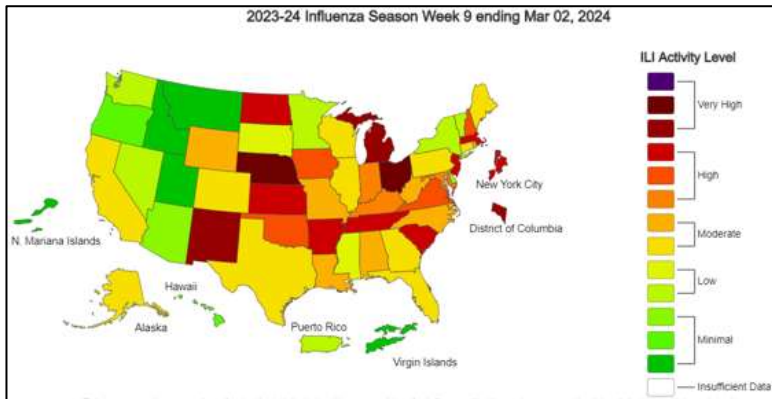 2023-24 Influenza Season Week 9 ending Mar 02, 2024
ILI Activity Level
Very High
High
New York City
District of Columbia
Moderate
N. Mariana Islands
Low
Hawaii
Alaska
Puerto Rico
Minimal
Virgin Islands
Insufficient Data